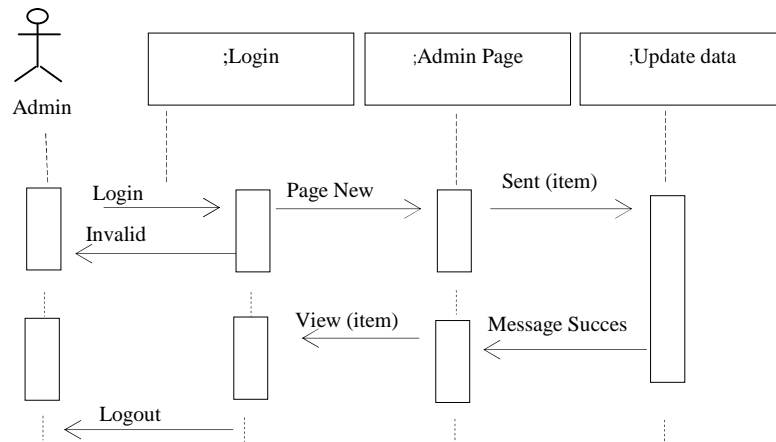 ;Login
;Admin Page
;Update data
Admin
Login
Page New
Sent (item)
Invalid
View (item)
Message Succes
Logout